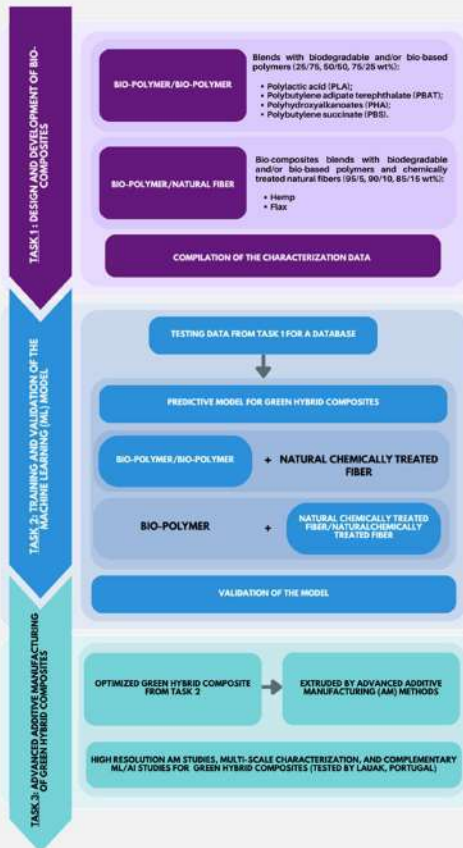 TASK 1: DESIGN AND DEVELOPMENT OF BIO-
COMPOSITES
BIO-POLYMER/BIO-POLYMER
Blends with biodegradable and/or bio-based
polymers (25/75, 50/50, 75/25 wt%):
• Polylactic acid (PLA);
• Polybutylene adipate terephthalate (PBAT);
• Polyhydroxyalkanoates (PHA);
• Polybutylene succinate (PBS).
BIO-POLYMER/NATURAL FIBER
Bio-composites blends with biodegradable
and/or bio-based polymers and chemically
treated natural fibers (95/5, 90/10, 85/15 wt%):
• Hemp
• Flax
COMPILATION OF THE CHARACTERIZATION DATA
TASK 2: TRAINING AND VALIDATION OF THE
MACHINE LEARNING (ML) MODEL
TESTING DATA FROM TASK 1 FOR A DATABASE
PREDICTIVE MODEL FOR GREEN HYBRID COMPOSITES
BIO-POLYMER/BIO-POLYMER
+ NATURAL CHEMICALLY TREATED
FIBER
BIO-POLYMER
+
NATURAL CHEMICALLY TREATED
FIBER/NATURALCHEMICALLY
TREATED FIBER
VALIDATION OF THE MODEL
TASK 3: ADVANCED ADDITIVE MANUFACTURING
OF GREEN HYBRID COMPOSITES
OPTIMIZED GREEN HYBRID COMPOSITE
FROM TASK 2
EXTRUDED BY ADVANCED ADDITIVE
MANUFACTURING (AM) METHODS
HIGH RESOLUTION AM STUDIES, MULTI-SCALE CHARACTERIZATION, AND COMPLEMENTARY
ML/AI STUDIES FOR GREEN HYBRID COMPOSITES (TESTED BY LAUAK, PORTUGAL)